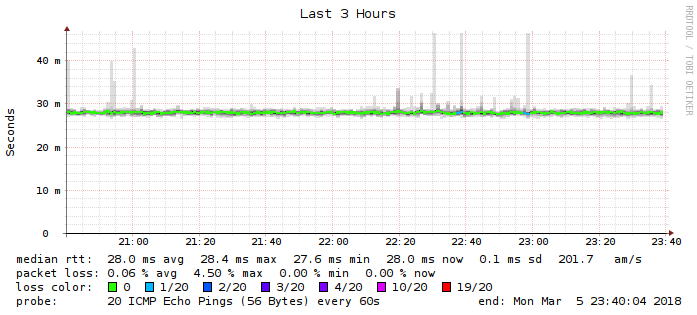 Last 3 Hours
RRDTOOL / TOBI OETIKER
Seconds
40 m
30 m
20 m
10 m
0
21:00 21:20 21:40 22:00 22:20 22:40 23:00 23:20 23:40
median rtt: 28.0 ms avg 28.4 ms max 27.6 ms min 28.0 ms now 0.1 ms sd 201.7 am/s
packet loss: 0.06 % avg 4.50 % max 0.00 % min 0.00 % now
loss color: 0 1/20 2/20 3/20 4/20 10/20 19/20
probe: 20 ICMP Echo Pings (56 Bytes) every 60s end: Mon Mar 5 23:40:04 2018